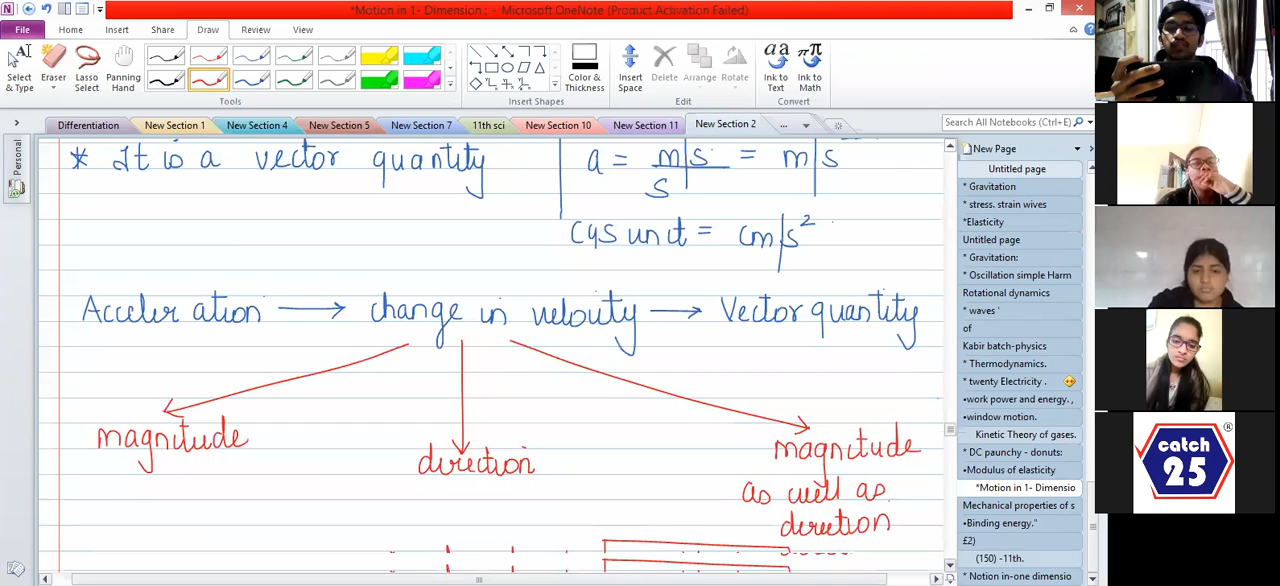 *Motion in 1- Dimension : - Microsoft OneNote (Product Activation Failed)
File Home Insert Share Draw Review View
Select & Type
Eraser
Lasso Select
Panning Hand
Color & Thickness
Insert Space
Delete
Arrange
Rotate
Ink to Text
Ink to Math
Tools
Insert Shapes
Edit
Convert
Differentiation New Section 1 New Section 4 New Section 5 New Section 7 11th sci New Section 10 New Section 11 New Section 2 ...
Search All Notebooks (Ctrl+E)
Personal
* It is a vector quantity
a = m/s / s = m/s
cgs unit = cm/s²
Acceleration → change in velouity → Vector quantity
magnitude
direction
magnitude
as well as
direction
New Page
Untitled page
* Gravitation
* stress. strain wives
*Elasticity
Untitled page
* Gravitation:
* Oscillation simple Harm
Rotational dynamics
* waves '
of
Kabir batch-physics
* Thermodynamics.
* twenty Electricity .
•work power and energy. ,
•window motion.
Kinetic Theory of gases.
* DC paunchy - donuts:
•Modulus of elasticity
*Motion in 1- Dimensio
Mechanical properties of s
•Binding energy."
£2)
(150) -11th.
* Notion in-one dimensio
catch
25
®